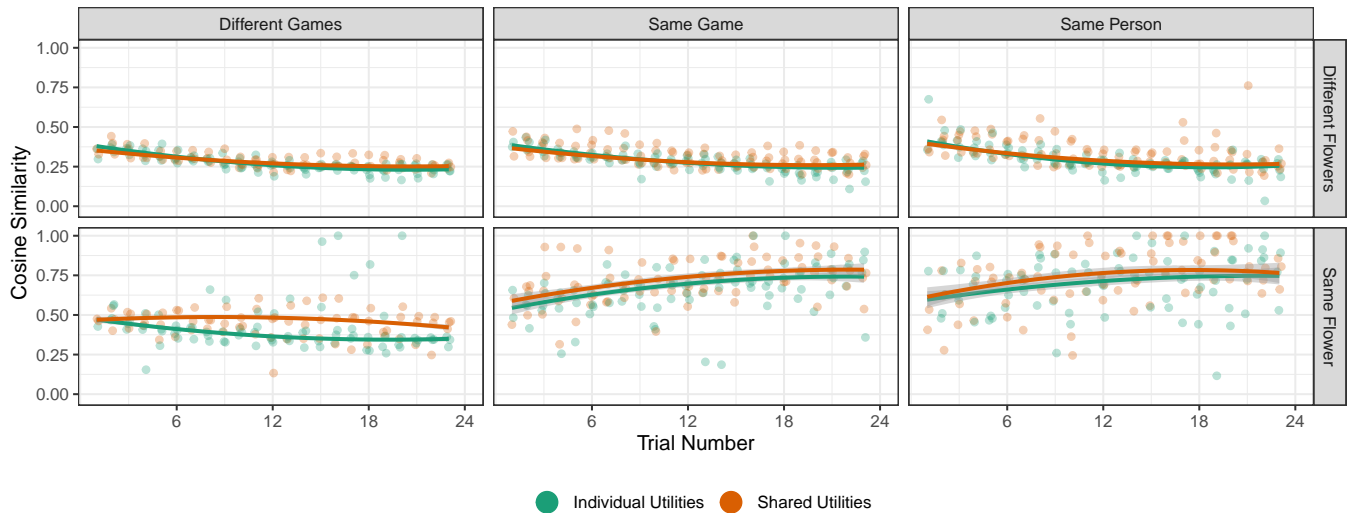 Different Games Same Game Same Person
1.00
0.75
0.50
0.25
0.00
Different Flowers
1.00
0.75
0.50
0.25
0.00
Same Flower
Cosine Similarity
6 12 18 24 6 12 18 24 6 12 18 24
Trial Number
Individual Utilities Shared Utilities